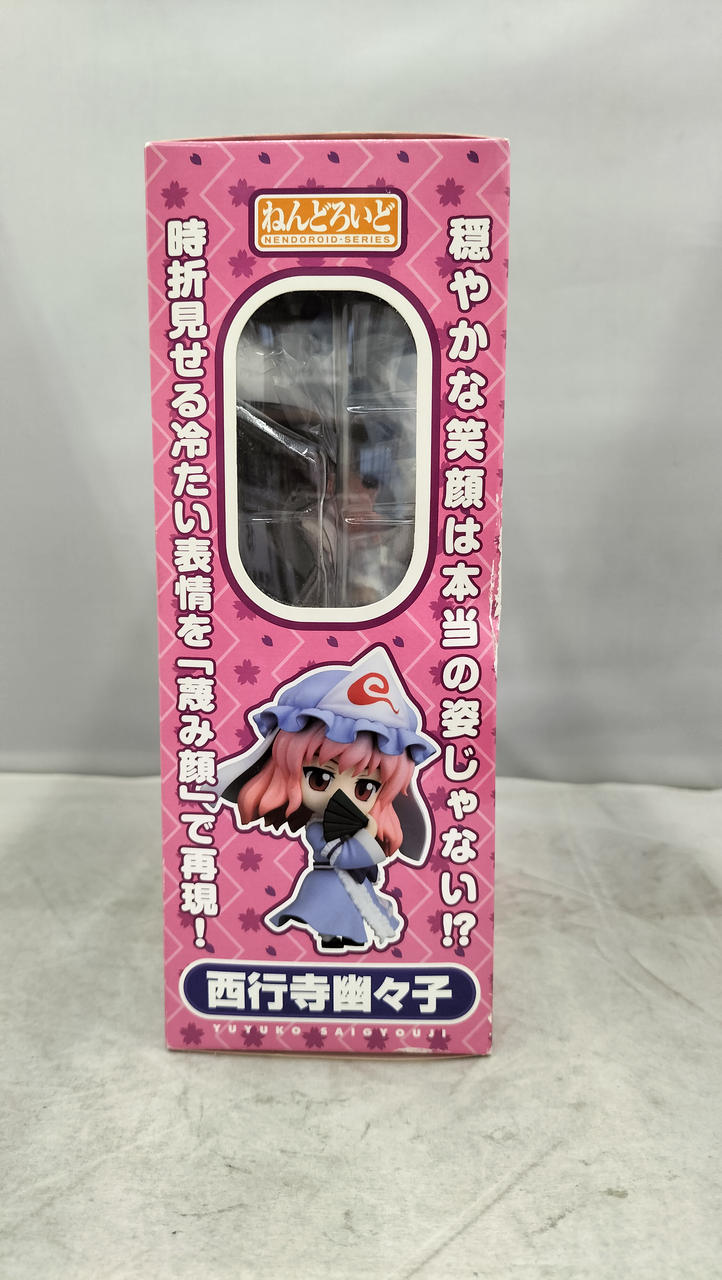 ねんどろいど
NENDOROID-SERIES
穏やかな笑顔は本当の姿じゃない!?
時折見せる冷たい表情を「蔑み顔」で再現!
西行寺幽々子
YUYUKO SAIGYOUJI